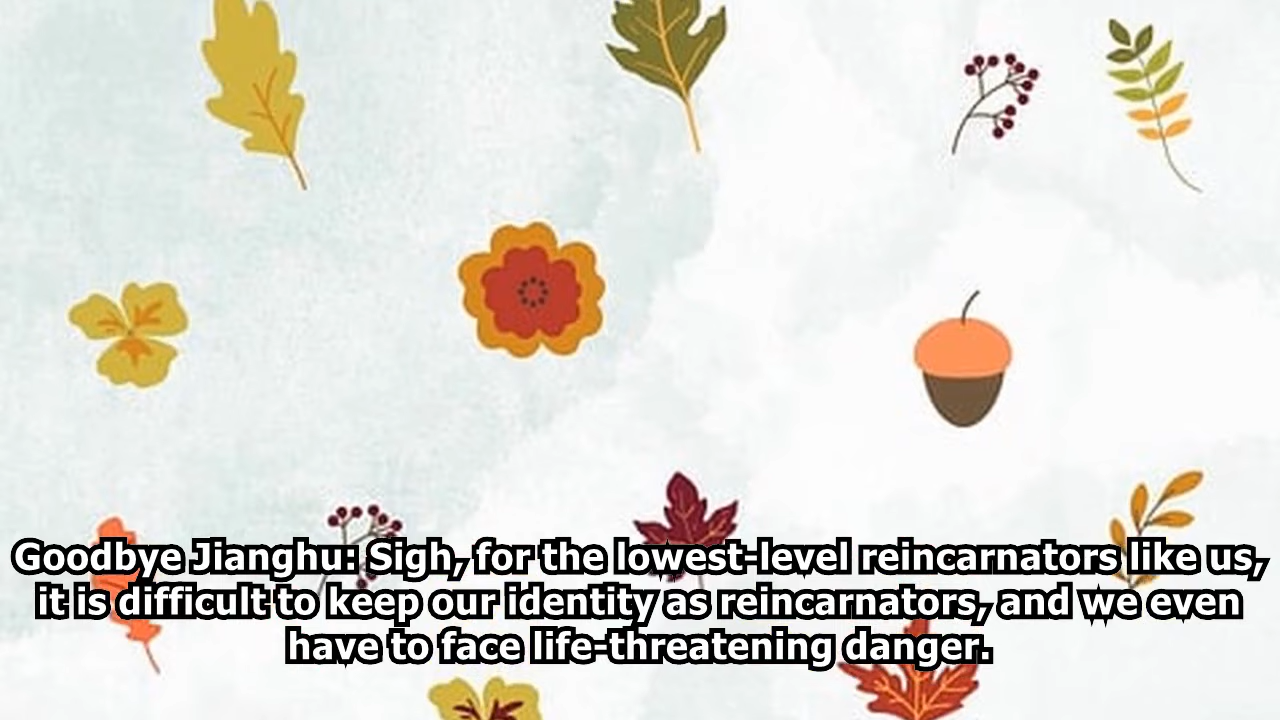 Goodbye Jianghu: Sigh, for the lowest-level reincarnators like us,
it is difficult to keep our identity as reincarnators, and we even
have to face life-threatening danger.